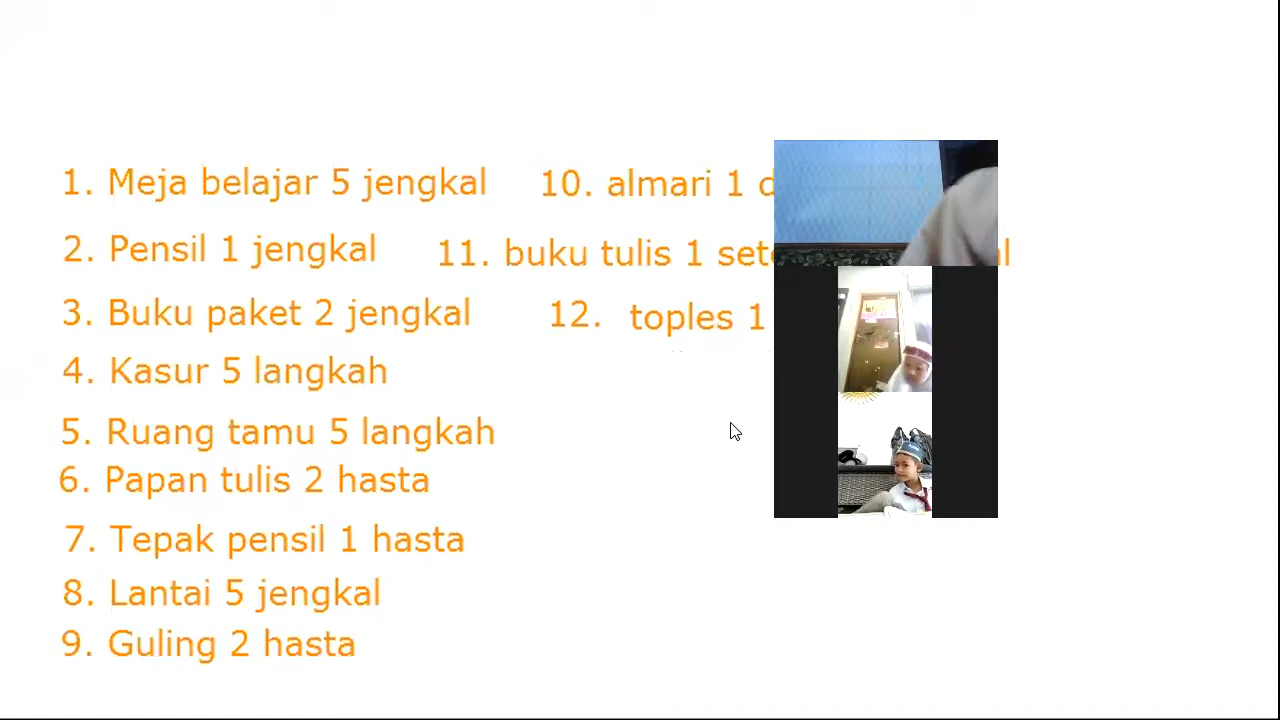 1. Meja belajar 5 jengkal
2. Pensil 1 jengkal
3. Buku paket 2 jengkal
4. Kasur 5 langkah
5. Ruang tamu 5 langkah
6. Papan tulis 2 hasta
7. Tepak pensil 1 hasta
8. Lantai 5 jengkal
9. Guling 2 hasta
10. almari 1
11. buku tulis 1
12. toples 1